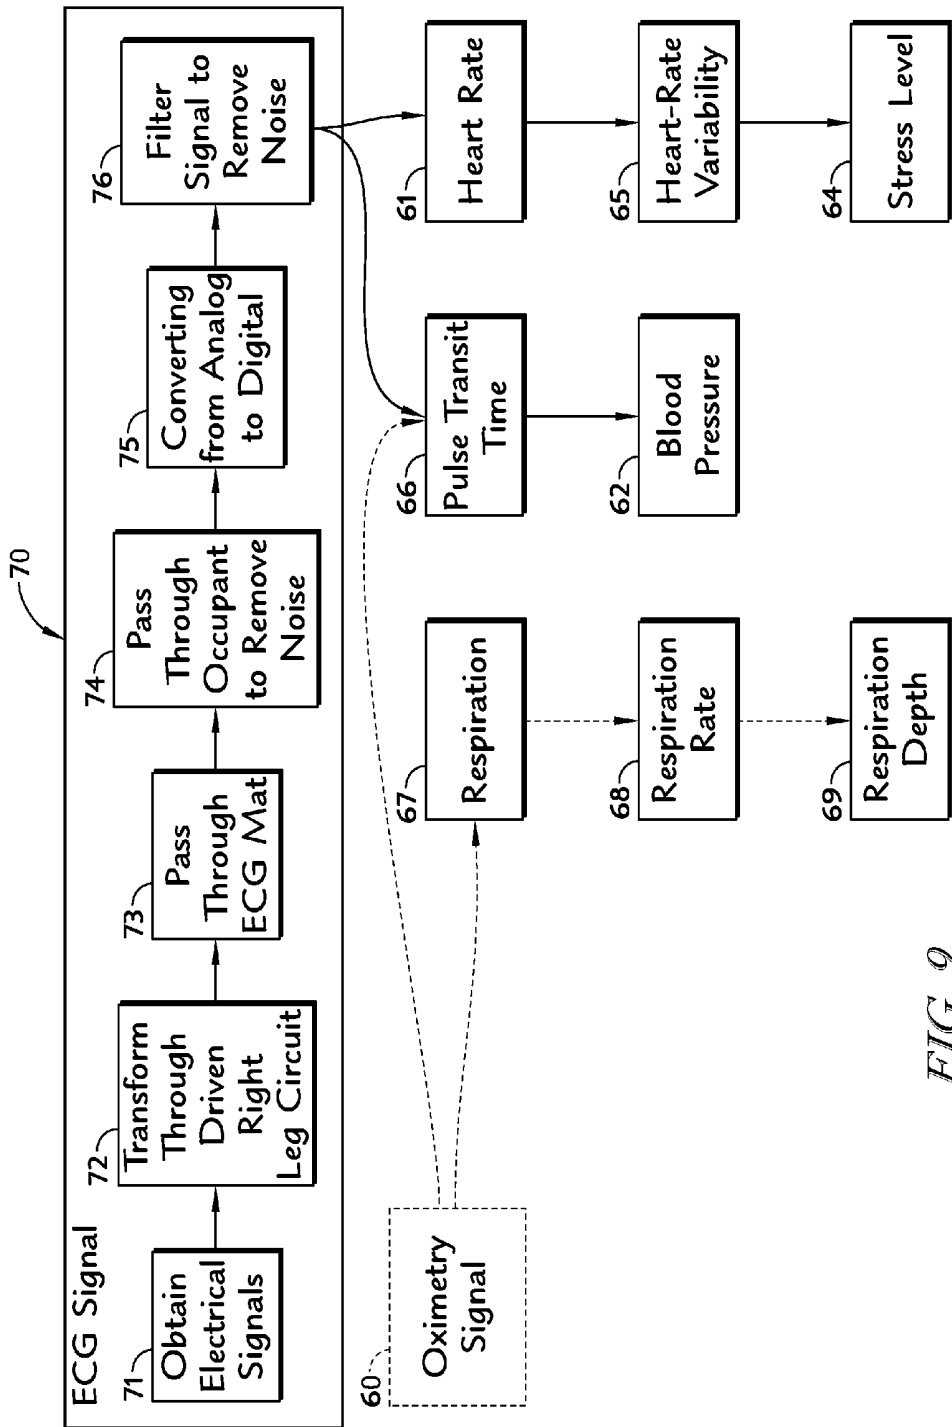 70
ECG Signal
71
Obtain
Electrical
Signals
72
Transform
Through
Driven
Right
Leg Circuit
73
Pass
Through
ECG Mat
74
Pass
Through
Occupant
to Remove
Noise
75
Converting
from Analog
to Digital
76
Filter
Signal to
Remove
Noise
60
Oximetry
Signal
67
Respiration
66
Pulse Transit
Time
61
Heart Rate
68
Respiration
Rate
62
Blood
Pressure
65
Heart-Rate
Variability
69
Respiration
Depth
64
Stress Level
FIG. 9